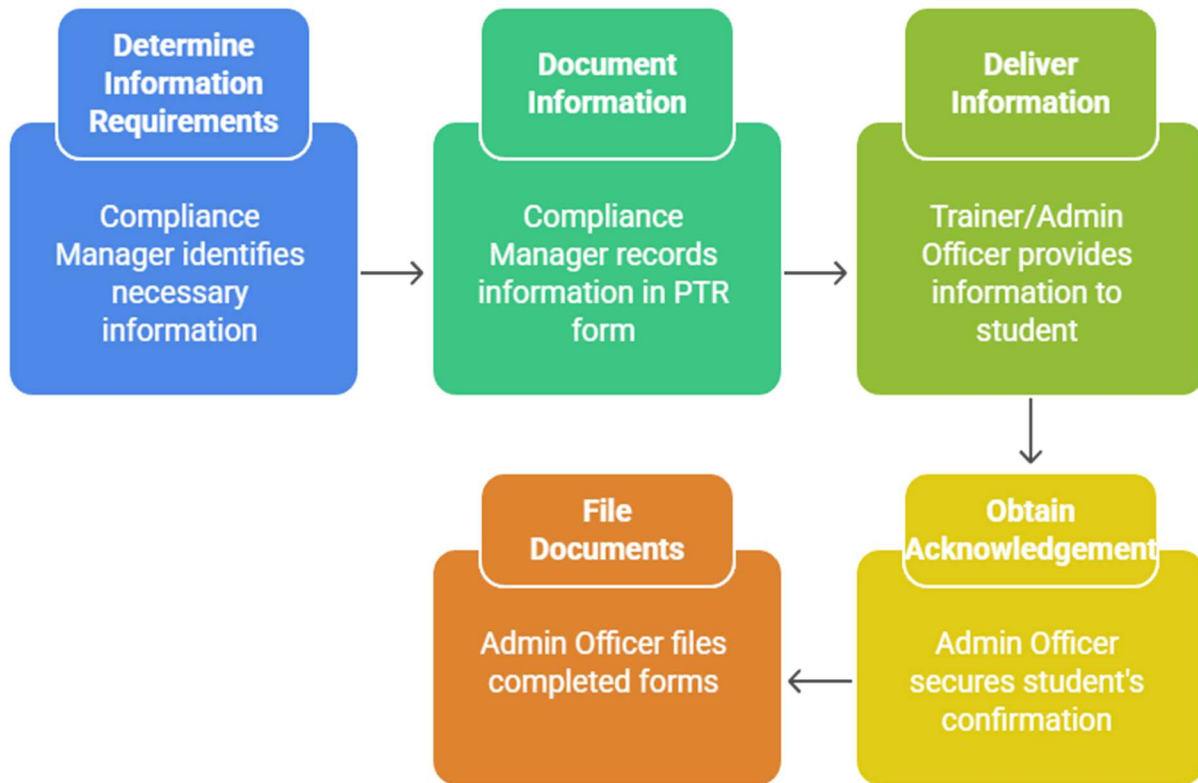 Determine
Information
Requirements
Compliance
Manager identifies
necessary
information
Document
Information
Compliance
Manager records
information in PTR
form
Deliver
Information
Trainer/Admin
Officer provides
information to
student
Obtain
Acknowledgement
Admin Officer
secures student's
confirmation
File
Documents
Admin Officer files
completed forms